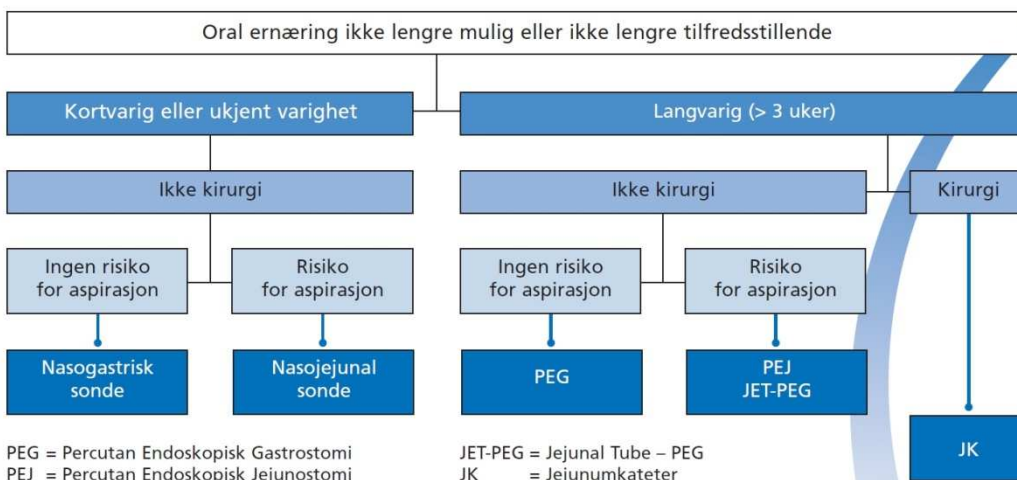 Oral ernæring ikke lengre mulig eller ikke lengre tilfredsstillende
Kortvarig eller ukjent varighet
Langvarig (> 3 uker)
Ikke kirurgi
Ikke kirurgi
Kirurgi
Ingen risiko
for aspirasjon
Risiko
for aspirasjon
Ingen risiko
for aspirasjon
Risiko
for aspirasjon
Nasogastrisk
sonde
Nasojejunal
sonde
PEG
PEJ
JET-PEG
JK
PEG = Percutan Endoskopisk Gastrostomi
PEJ = Percutan Endoskopisk Jejunostomi
JET-PEG = Jejunal Tube – PEG
JK = Jejunumkateter